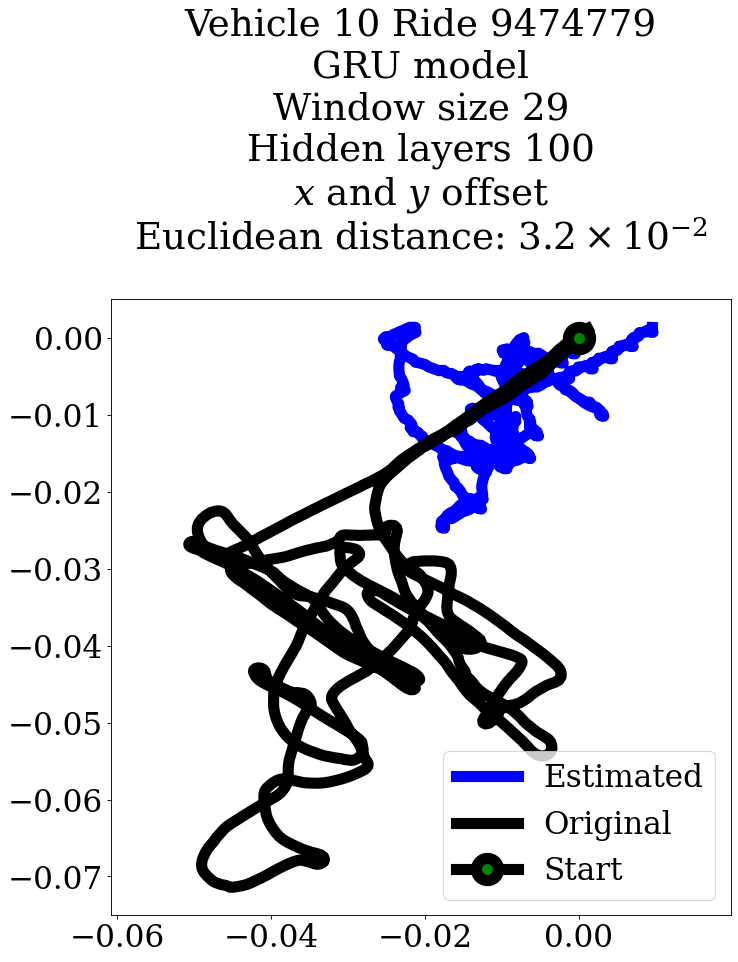 Vehicle 10 Ride 9474779
GRU model
Window size 29
Hidden layers 100
x and y offset
Euclidean distance: 3.2 × 10⁻²
0.00
−0.01
−0.02
−0.03
−0.04
−0.05
−0.06
−0.07
Estimated
Original
Start
−0.06 −0.04 −0.02 0.00